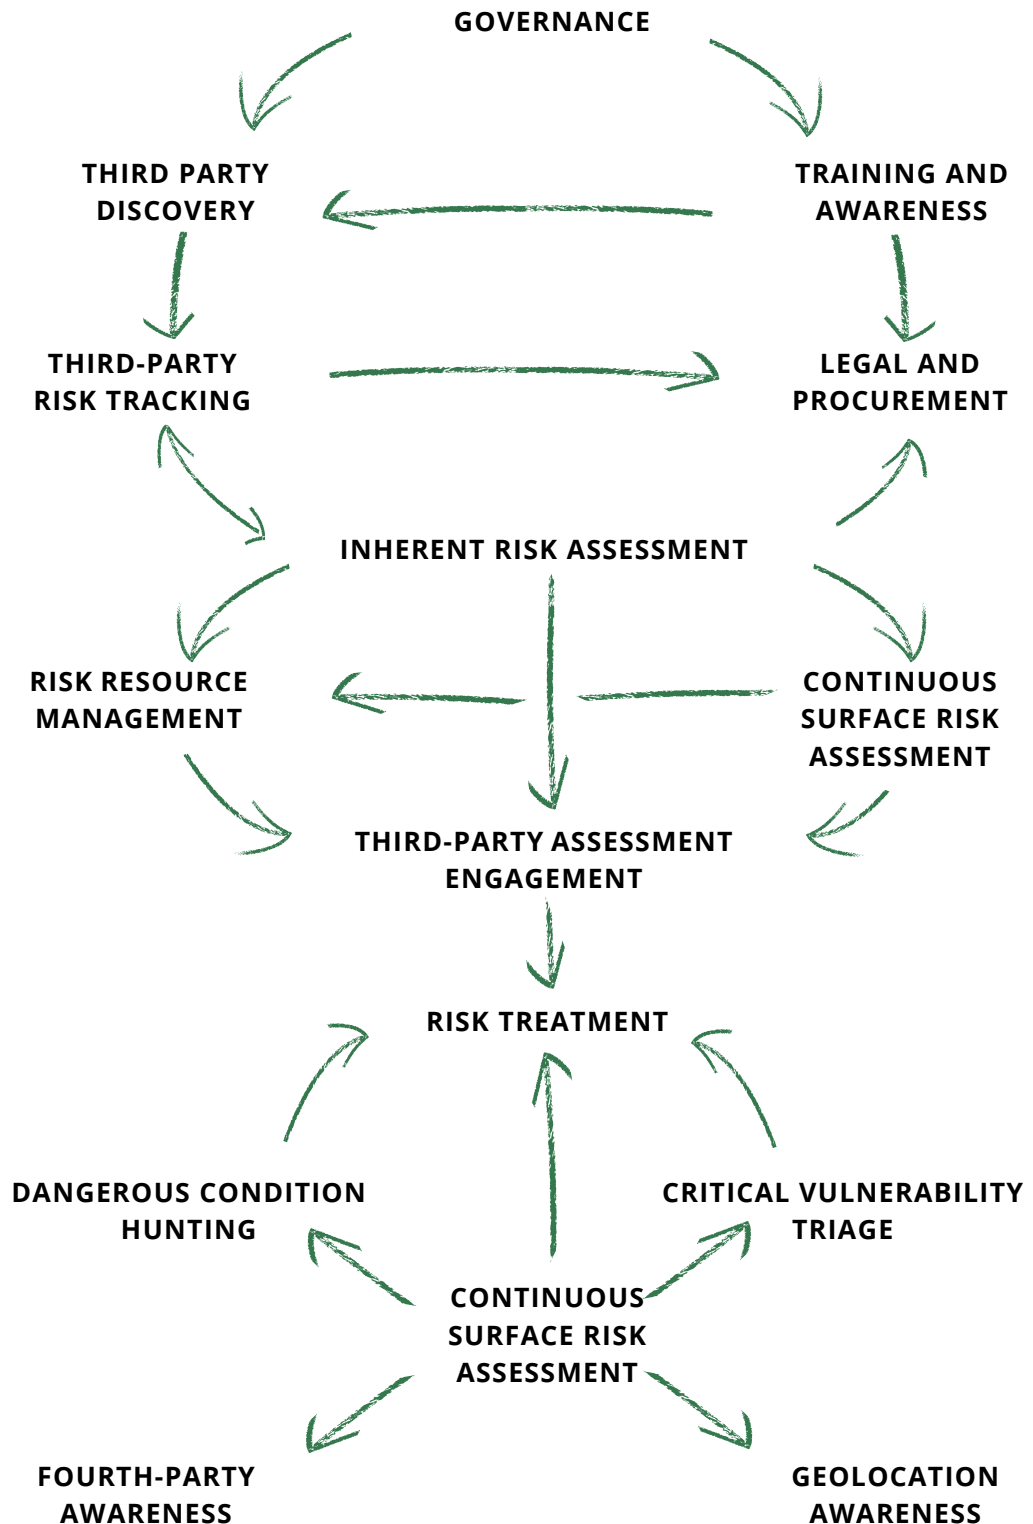 GOVERNANCE
THIRD PARTY
DISCOVERY
TRAINING AND
AWARENESS
THIRD-PARTY
RISK TRACKING
LEGAL AND
PROCUREMENT
INHERENT RISK ASSESSMENT
RISK RESOURCE
MANAGEMENT
CONTINUOUS
SURFACE RISK
ASSESSMENT
THIRD-PARTY ASSESSMENT
ENGAGEMENT
RISK TREATMENT
DANGEROUS CONDITION
HUNTING
CRITICAL VULNERABILITY
TRIAGE
CONTINUOUS
SURFACE RISK
ASSESSMENT
FOURTH-PARTY
AWARENESS
GEOLOCATION
AWARENESS